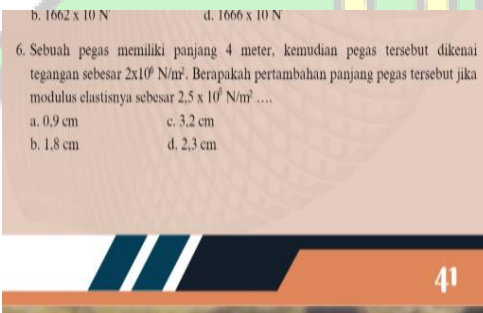 b. 1662 x 10 N d. 1666 x 10 N
6. Sebuah pegas memiliki panjang 4 meter, kemudian pegas tersebut dikenai
tegangan sebesar 2x10⁶ N/m². Berapakah pertambahan panjang pegas tersebut jika
modulus elastisnya sebesar 2,5 x 10⁸ N/m² ....
a. 0,9 cm c. 3,2 cm
b. 1,8 cm d. 2,3 cm
41